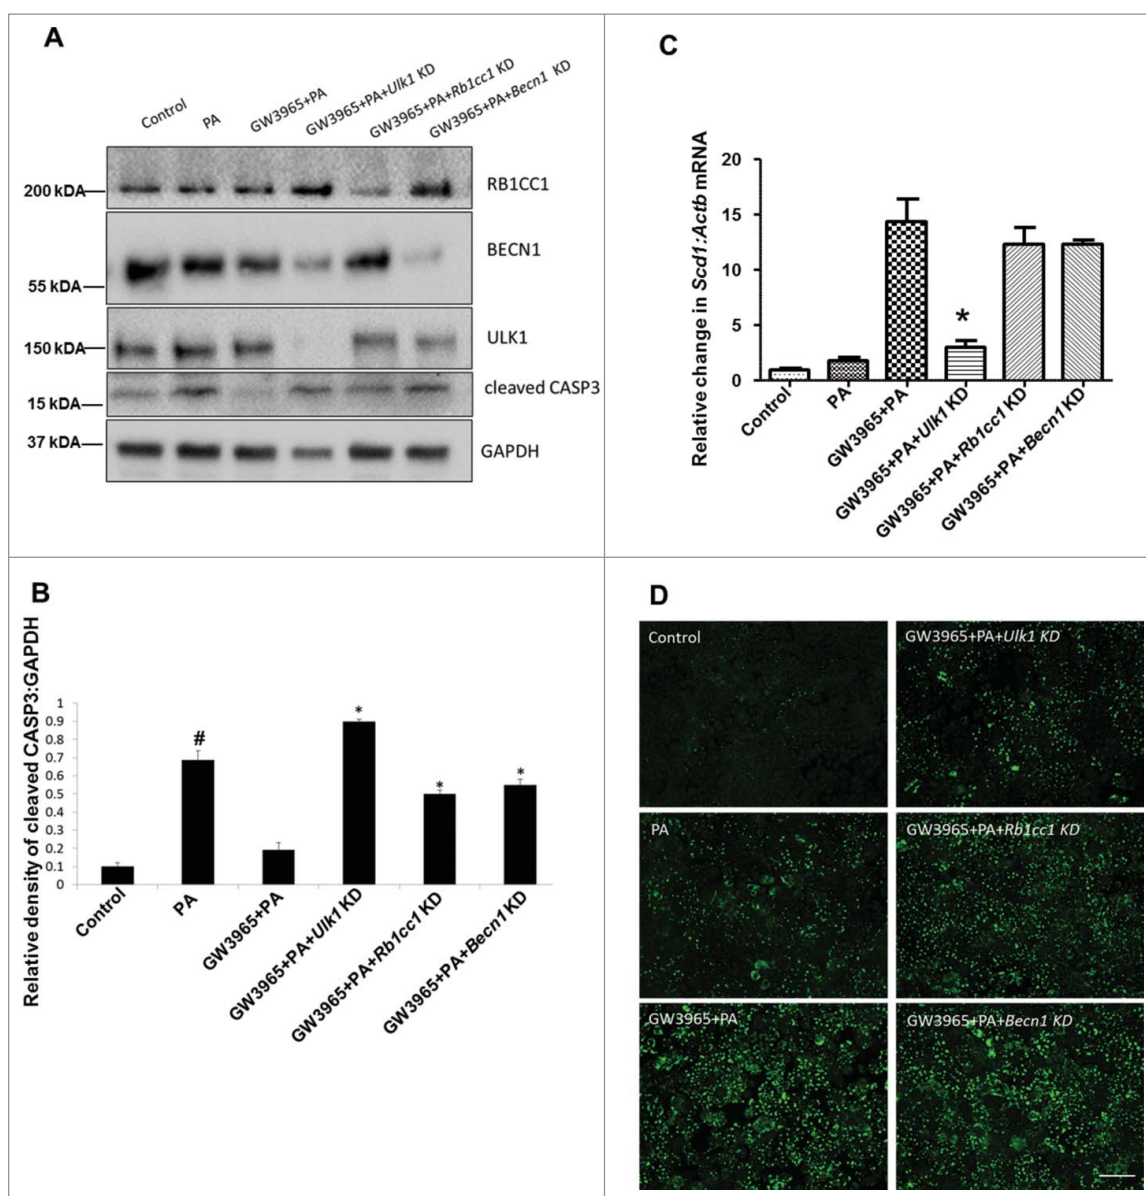 A
Control
PA
GW3965+PA
GW3965+PA+Ulk1 KD
GW3965+PA+Rb1cc1 KD
GW3965+PA+Becn1 KD
200 kDA
RB1CC1
BECN1
55 kDA
ULK1
150 kDA
cleaved CASP3
15 kDA
37 kDA
GAPDH
B
Relative density of cleaved CASP3:GAPDH
1
0.9
0.8
0.7
0.6
0.5
0.4
0.3
0.2
0.1
0
#
*
*
*
Control
PA
GW3965+PA
GW3965+PA+Ulk1 KD
GW3965+PA+Rb1cc1 KD
GW3965+PA+Becn1 KD
C
Relative change in Scd1:Actb mRNA
20
15
10
5
0
*
Control
PA
GW3965+PA
GW3965+PA+Ulk1 KD
GW3965+PA+Rb1cc1 KD
GW3965+PA+Becn1 KD
D
Control
GW3965+PA+Ulk1 KD
PA
GW3965+PA+Rb1cc1 KD
GW3965+PA
GW3965+PA+Becn1 KD